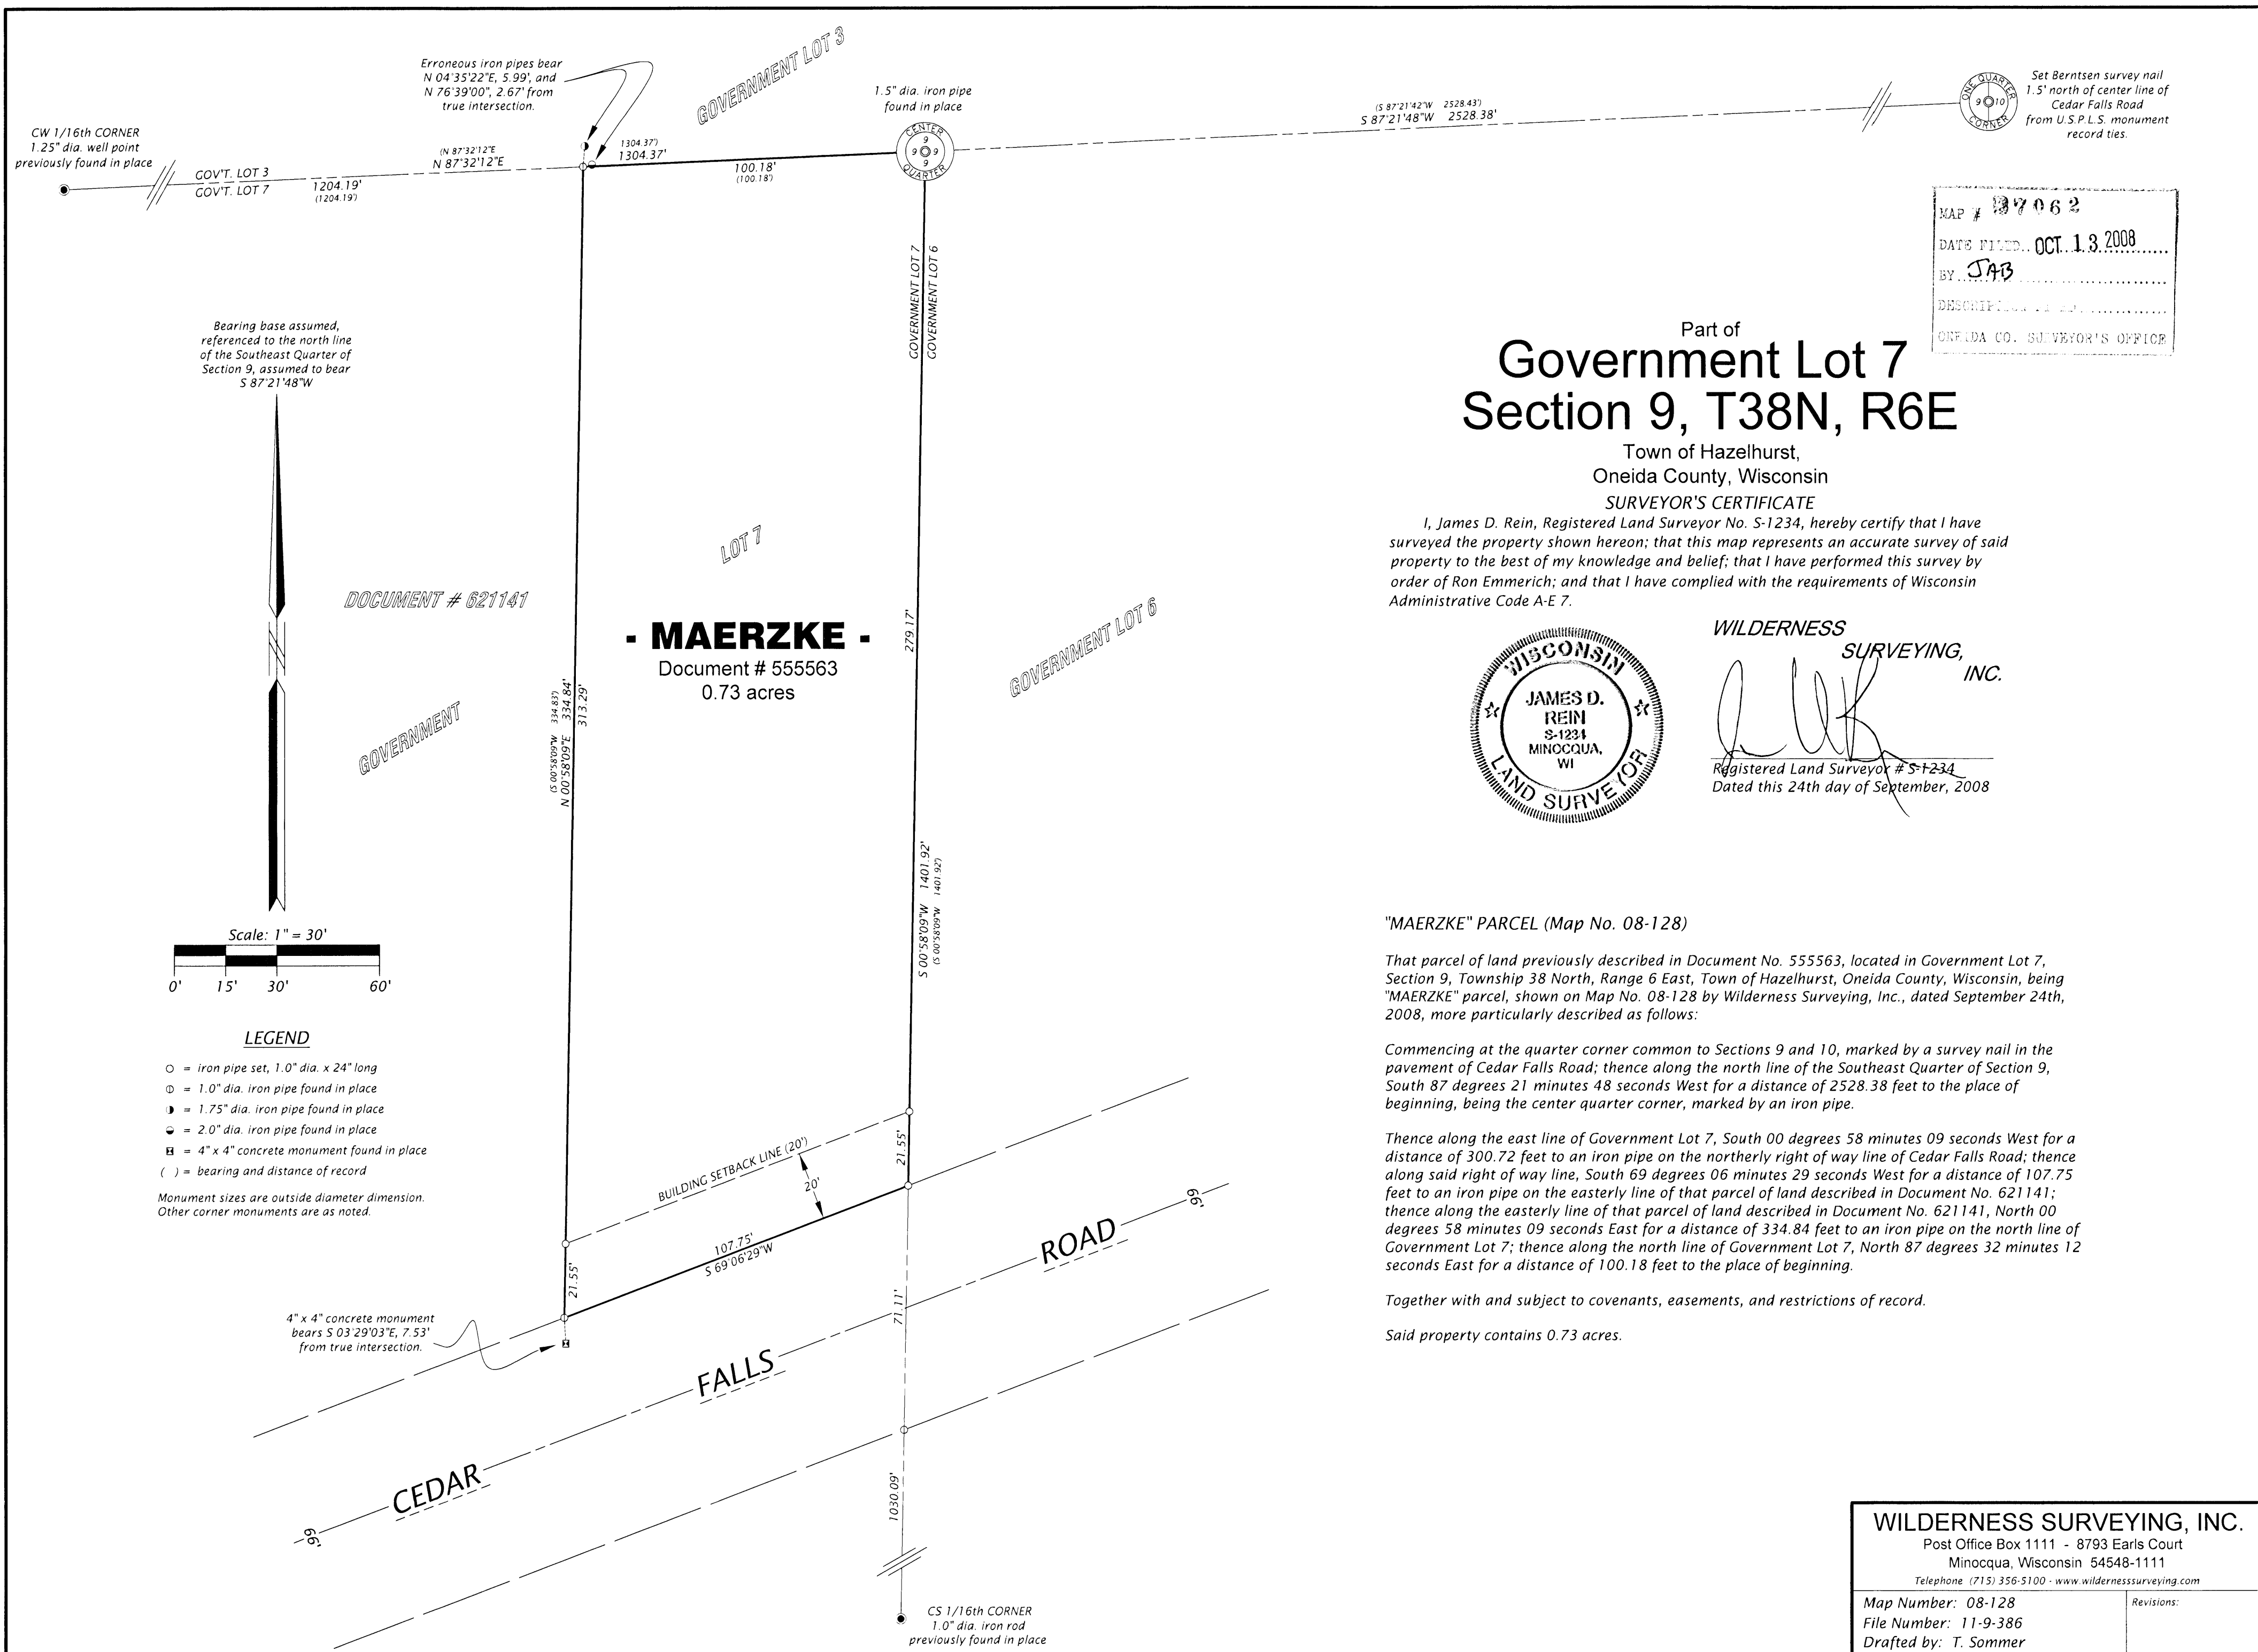 GOVERNMENT LOT 3
Erroneous iron pipes bear
N 04°35'22"E, 5.99', and
N 76°39'00", 2.67' from
true intersection.
1.5" dia. iron pipe
found in place
CENTER
9
9 9
9
QUARTER
(S 87°21'42"W 2528.43')
S 87°21'48"W 2528.38'
ONE QUARTER
9 10
CORNER
Set Berntsen survey nail
1.5' north of center line of
Cedar Falls Road
from U.S.P.L.S. monument
record ties.
CW 1/16th CORNER
1.25" dia. well point
previously found in place
GOV'T. LOT 3
GOV'T. LOT 7
1204.19'
(1204.19')
(N 87°32'12"E 1304.37')
N 87°32'12"E 1304.37'
100.18'
(100.18')
MAP # 37062
DATE FILED.. OCT. 13. 2008
BY JAB
ONEIDA CO. SURVEYOR'S OFFICE
Bearing base assumed,
referenced to the north line
of the Southeast Quarter of
Section 9, assumed to bear
S 87°21'48"W
GOVERNMENT LOT 7
GOVERNMENT LOT 6
Part of
Government Lot 7
Section 9, T38N, R6E
Town of Hazelhurst,
Oneida County, Wisconsin
SURVEYOR'S CERTIFICATE
I, James D. Rein, Registered Land Surveyor No. S-1234, hereby certify that I have
surveyed the property shown hereon; that this map represents an accurate survey of said
property to the best of my knowledge and belief; that I have performed this survey by
order of Ron Emmerich; and that I have complied with the requirements of Wisconsin
Administrative Code A-E 7.
WISCONSIN
JAMES D.
REIN
S-1234
MINOCQUA,
WI
LAND SURVEYOR
WILDERNESS
SURVEYING,
INC.
Registered Land Surveyor # S-1234
Dated this 24th day of September, 2008
DOCUMENT # 621141
GOVERNMENT
LOT 7
- MAERZKE -
Document # 555563
0.73 acres
GOVERNMENT LOT 6
279.17'
(S 00°58'09"W 334.83')
N 00°58'09"E 334.84'
313.29'
S 00°58'09"W 1401.92'
(S 00°58'09"W 1401.92')
Scale: 1" = 30'
0' 15' 30' 60'
LEGEND
= iron pipe set, 1.0" dia. x 24" long
= 1.0" dia. iron pipe found in place
= 1.75" dia. iron pipe found in place
= 2.0" dia. iron pipe found in place
= 4" x 4" concrete monument found in place
( ) = bearing and distance of record
Monument sizes are outside diameter dimension.
Other corner monuments are as noted.
BUILDING SETBACK LINE (20')
20'
21.55'
21.55'
107.75'
S 69°06'29"W
4" x 4" concrete monument
bears S 03°29'03"E, 7.53'
from true intersection.
66'
CEDAR FALLS ROAD
66'
71.11'
1030.09'
CS 1/16th CORNER
1.0" dia. iron rod
previously found in place
"MAERZKE" PARCEL (Map No. 08-128)
That parcel of land previously described in Document No. 555563, located in Government Lot 7,
Section 9, Township 38 North, Range 6 East, Town of Hazelhurst, Oneida County, Wisconsin, being
"MAERZKE" parcel, shown on Map No. 08-128 by Wilderness Surveying, Inc., dated September 24th,
2008, more particularly described as follows:
Commencing at the quarter corner common to Sections 9 and 10, marked by a survey nail in the
pavement of Cedar Falls Road; thence along the north line of the Southeast Quarter of Section 9,
South 87 degrees 21 minutes 48 seconds West for a distance of 2528.38 feet to the place of
beginning, being the center quarter corner, marked by an iron pipe.
Thence along the east line of Government Lot 7, South 00 degrees 58 minutes 09 seconds West for a
distance of 300.72 feet to an iron pipe on the northerly right of way line of Cedar Falls Road; thence
along said right of way line, South 69 degrees 06 minutes 29 seconds West for a distance of 107.75
feet to an iron pipe on the easterly line of that parcel of land described in Document No. 621141;
thence along the easterly line of that parcel of land described in Document No. 621141, North 00
degrees 58 minutes 09 seconds East for a distance of 334.84 feet to an iron pipe on the north line of
Government Lot 7; thence along the north line of Government Lot 7, North 87 degrees 32 minutes 12
seconds East for a distance of 100.18 feet to the place of beginning.
Together with and subject to covenants, easements, and restrictions of record.
Said property contains 0.73 acres.
WILDERNESS SURVEYING, INC.
Post Office Box 1111 - 8793 Earls Court
Minocqua, Wisconsin 54548-1111
Telephone (715) 356-5100 - www.wildernesssurveying.com
Map Number: 08-128
File Number: 11-9-386
Drafted by: T. Sommer
Revisions: